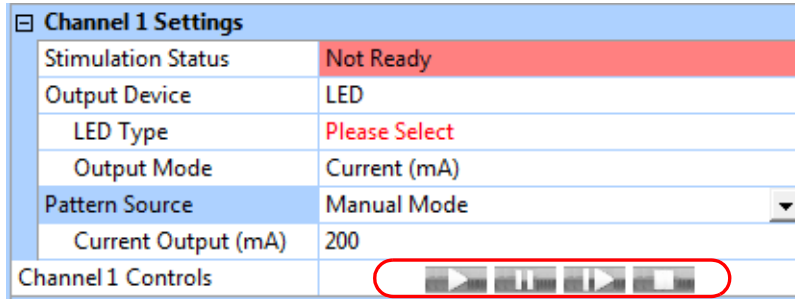 Channel 1 Settings
Stimulation Status Not Ready
Output Device LED
LED Type Please Select
Output Mode Current (mA)
Pattern Source Manual Mode
Current Output (mA) 200
Channel 1 Controls